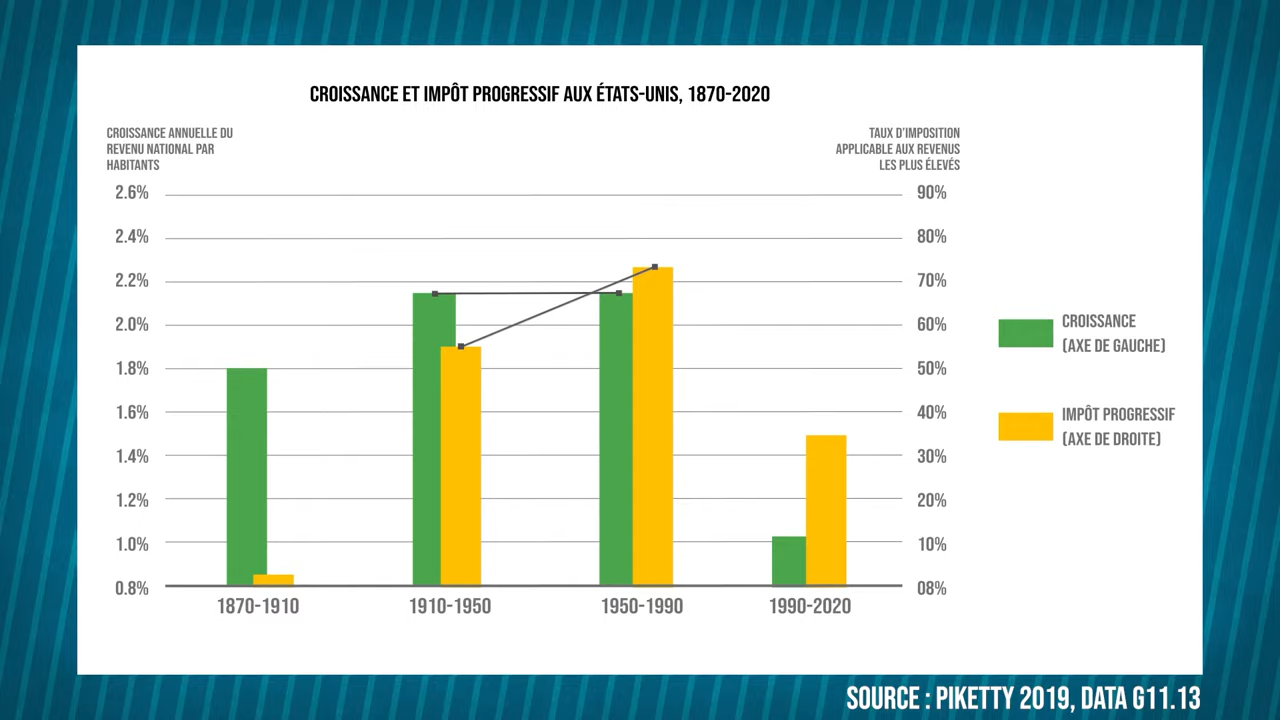 CROISSANCE ET IMPÔT PROGRESSIF AUX ÉTATS-UNIS, 1870-2020
CROISSANCE ANNUELLE DU
REVENU NATIONAL PAR
HABITANTS
TAUX D'IMPOSITION
APPLICABLE AUX REVENUS
LES PLUS ÉLEVÉS
2.6%
2.4%
2.2%
2.0%
1.8%
1.6%
1.4%
1.2%
1.0%
0.8%
90%
80%
70%
60%
50%
40%
30%
20%
10%
08%
1870-1910
1910-1950
1950-1990
1990-2020
CROISSANCE
(AXE DE GAUCHE)
IMPÔT PROGRESSIF
(AXE DE DROITE)
SOURCE : PIKETTY 2019, DATA G11.13